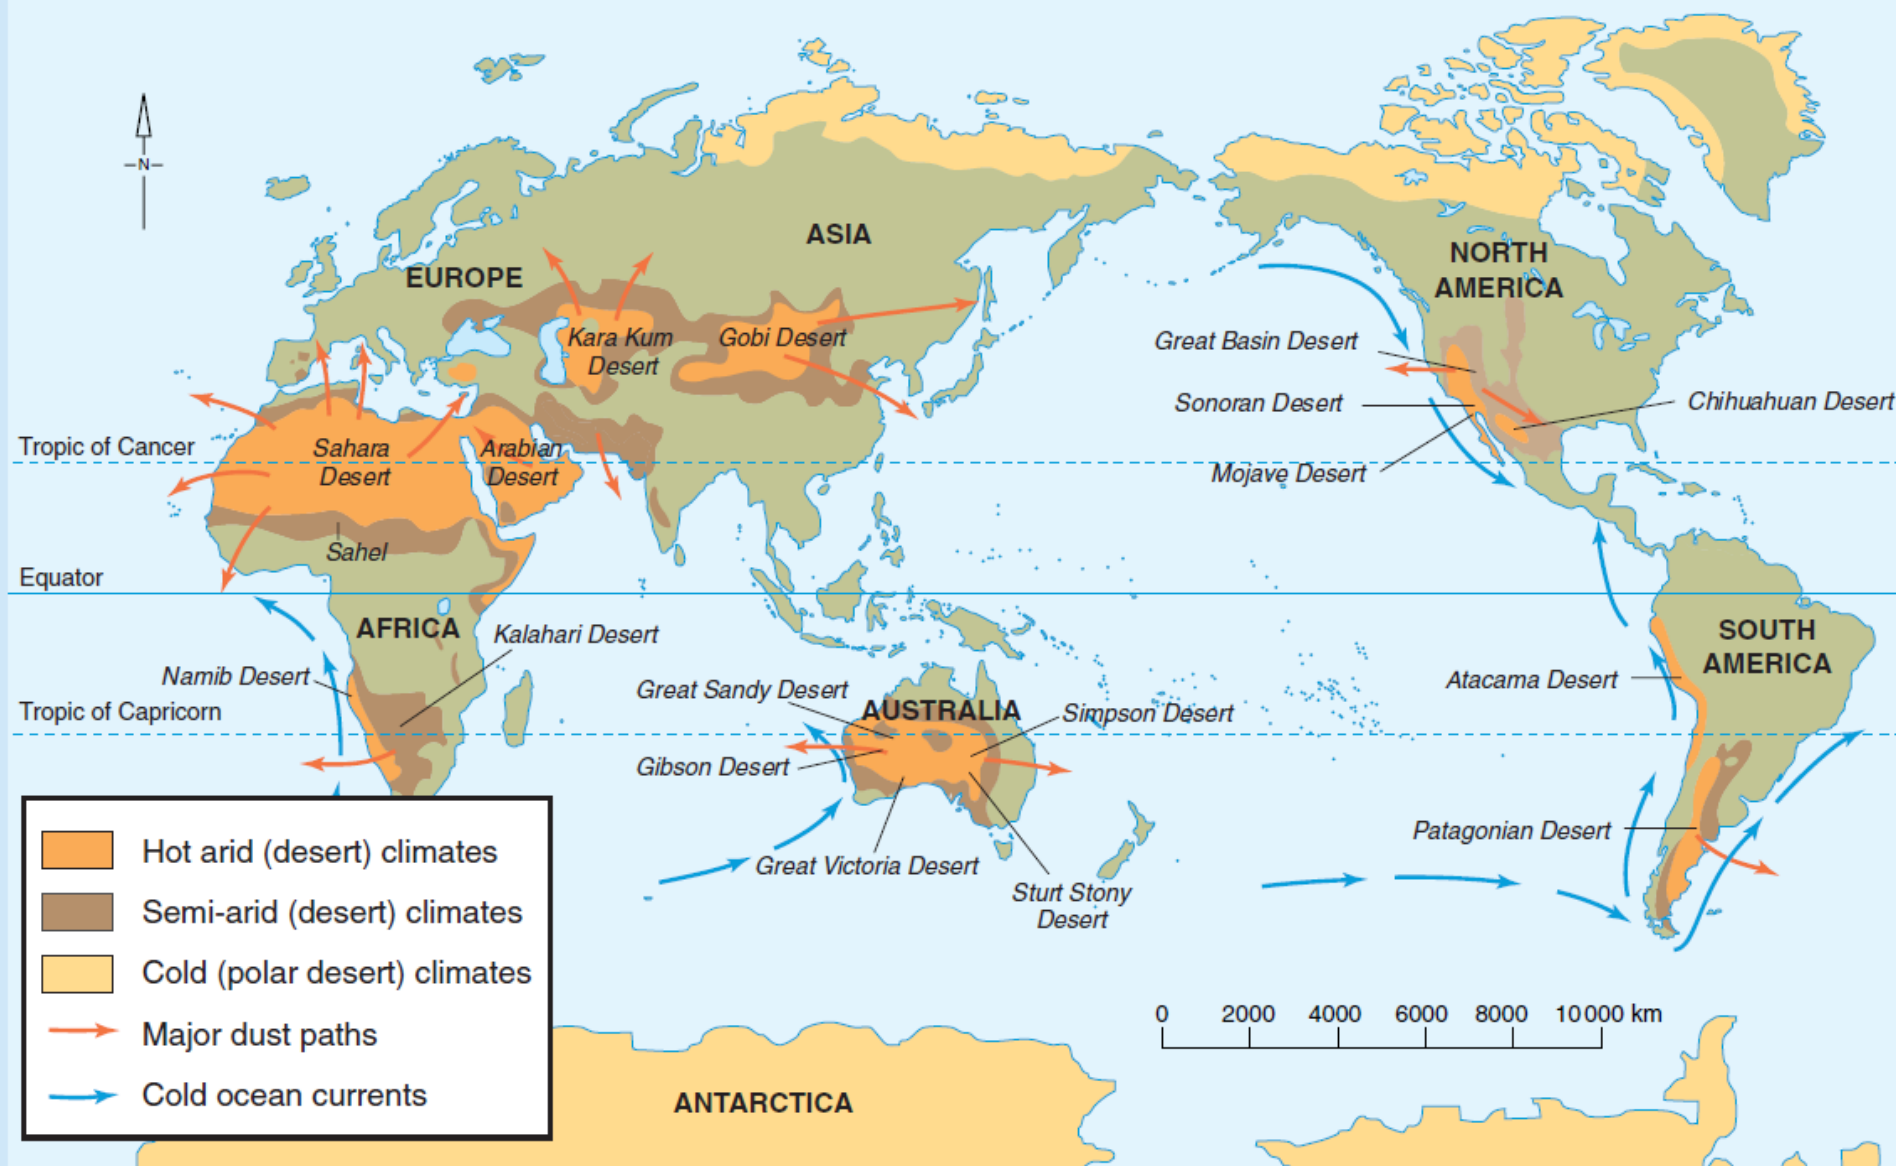 N
ASIA
NORTH
AMERICA
EUROPE
Kara Kum
Desert
Gobi Desert
Great Basin Desert
Sonoran Desert
Chihuahuan Desert
Mojave Desert
Tropic of Cancer
Sahara
Desert
Arabian
Desert
Sahel
Equator
AFRICA
Kalahari Desert
Namib Desert
SOUTH
AMERICA
Great Sandy Desert
AUSTRALIA
Simpson Desert
Atacama Desert
Tropic of Capricorn
Gibson Desert
Patagonian Desert
Great Victoria Desert
Sturt Stony
Desert
Hot arid (desert) climates
Semi-arid (desert) climates
Cold (polar desert) climates
Major dust paths
Cold ocean currents
0 2000 4000 6000 8000 10 000 km
ANTARCTICA